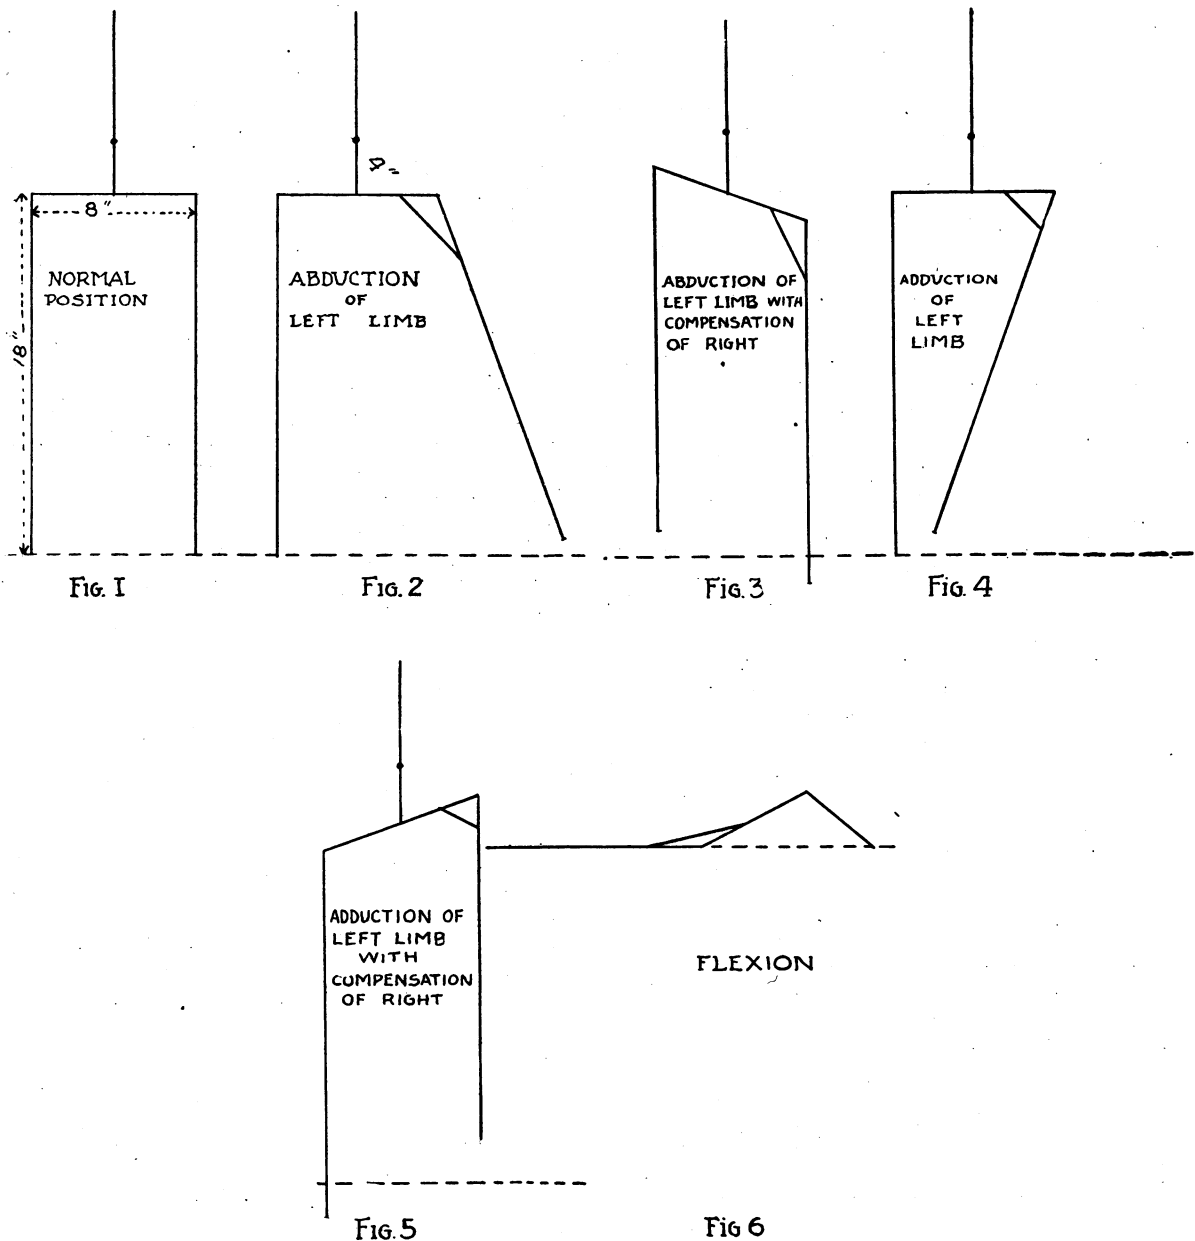 4"
8"
18"
NORMAL
POSITION
ABDUCTION
OF
LEFT LIMB
ABDUCTION OF
LEFT LIMB WITH
COMPENSATION
OF RIGHT
ADDUCTION
OF
LEFT
LIMB
FIG. I
FIG. 2
FIG. 3
FIG. 4
ADDUCTION OF
LEFT LIMB
WITH
COMPENSATION
OF RIGHT
FLEXION
FIG. 5
FIG 6